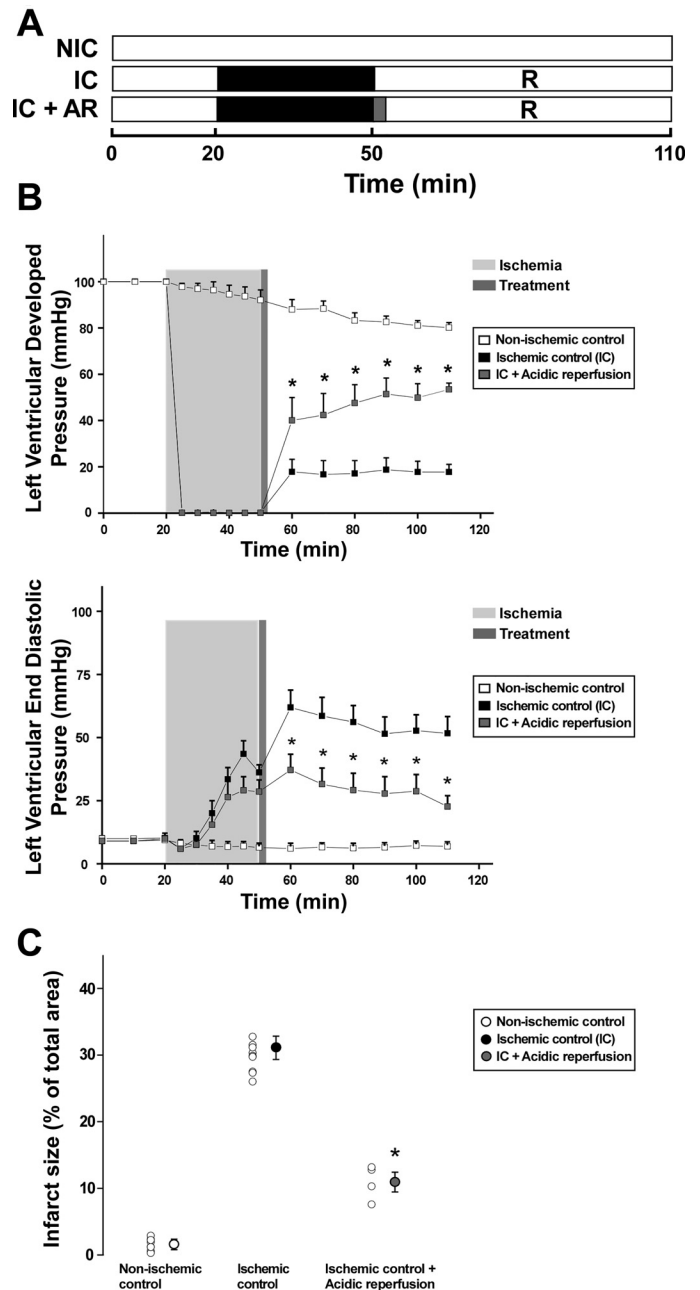 A
NIC
IC
R
IC + AR
R
0
20
50
110
Time (min)
B
Left Ventricular Developed
Pressure (mmHg)
100
80
60
40
20
0
0
20
40
60
80
100
120
Time (min)
Ischemia
Treatment
Non-ischemic control
Ischemic control (IC)
IC + Acidic reperfusion
* * * * * *
Left Ventricular End Diastolic
Pressure (mmHg)
100
75
50
25
0
0
20
40
60
80
100
120
Time (min)
Ischemia
Treatment
Non-ischemic control
Ischemic control (IC)
IC + Acidic reperfusion
* * * * * *
C
Infarct size (% of total area)
40
30
20
10
0
Non-ischemic control
Ischemic control (IC)
IC + Acidic reperfusion
*
Non-ischemic
control
Ischemic
control
Ischemic control +
Acidic reperfusion